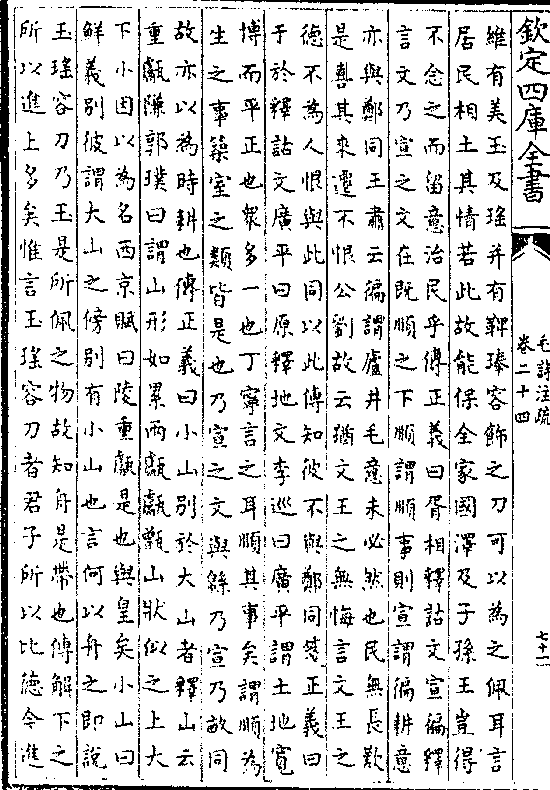 欽定四庫全書
毛詩注疏
卷二十四
七十一
維有美玉及瑤并有鞞琫容飾之刀可以為之佩耳言
居民相土其情若此故能保全家國澤及子孫王豈得
不念之而留意治民乎傳正義曰胥相釋詁文宣徧釋
言文乃宣之文在既順之下順謂順事則宣謂徧耕意
亦與鄭同王肅云徧謂廬井毛意未必然也民無長歎
是喜其來遷不恨公劉故云猶文王之無悔言文王之
德不為人恨與此同以此傳知彼不與鄭同箋正義曰
于於釋詁文廣平曰原釋地文李巡曰廣平謂土地寛
博而平正也衆多一也丁寧言之耳順其事矣謂順為
生之事築室之類皆是也乃宣之文與緜乃宣乃畝同
故亦以為時耕也傳正義曰小山别於大山者釋山云
重甗隒郭璞曰謂山形如累兩甗甗甑山狀似之上大
下小因以為名西京賦曰陵重甗是也與皇矣小山曰
鮮義别彼謂大山之傍别有小山也言何以舟之即說
玉瑤容刀乃玉是所佩之物故知舟是帶也傳解下之
所以進上多矣惟言玉瑤容刀者君子所以比德令進